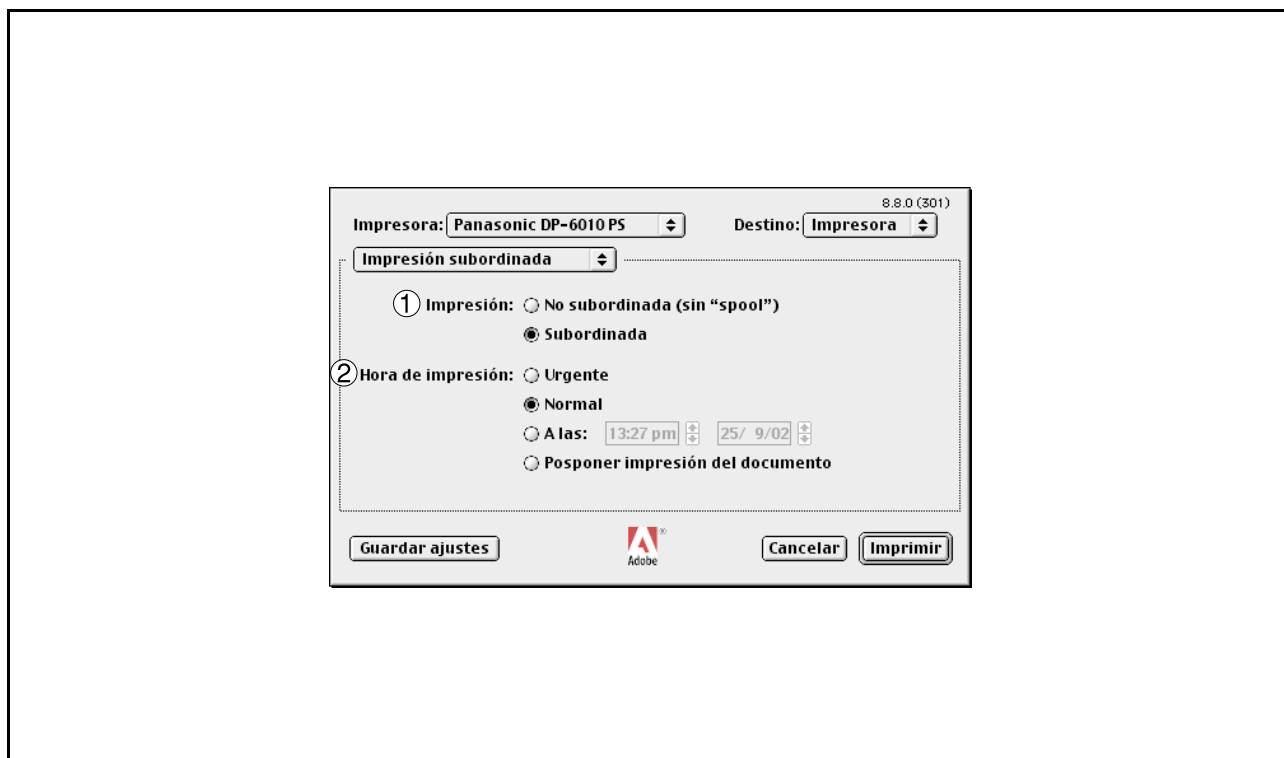 8.8.0 (301)
Impresora: Panasonic DP-6010 PS Destino: Impresora
Impresión subordinada
① Impresión: No subordinada (sin “spool”)
Subordinada
② Hora de impresión: Urgente
Normal
A las: 13:27 pm 25/ 9/02
Posponer impresión del documento
Guardar ajustes Adobe® Cancelar Imprimir